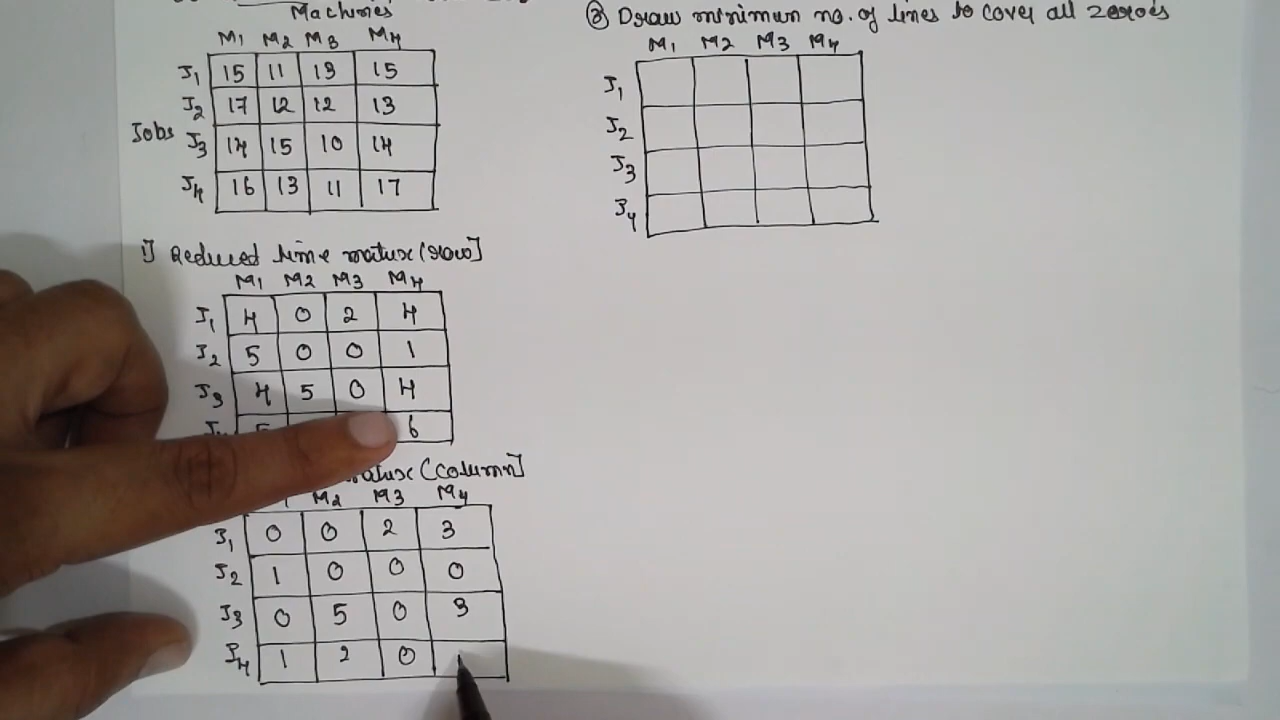 Machines
M1 M2 M3 M4
J1 15 11 13 15
J2 17 12 12 13
Jobs
J3 14 15 10 14
J4 16 13 11 17
1) Reduced time matrix (row]
M1 M2 M3 M4
J1 4 0 2 4
J2 5 0 0 1
J3 4 5 0 4
6
(column]
M2 M3 M4
J1 0 0 2 3
J2 1 0 0 0
J3 0 5 0 3
J4 1 2 0
③ Draw minimum no. of lines to cover all zeroes
M1 M2 M3 M4
J1
J2
J3
J4